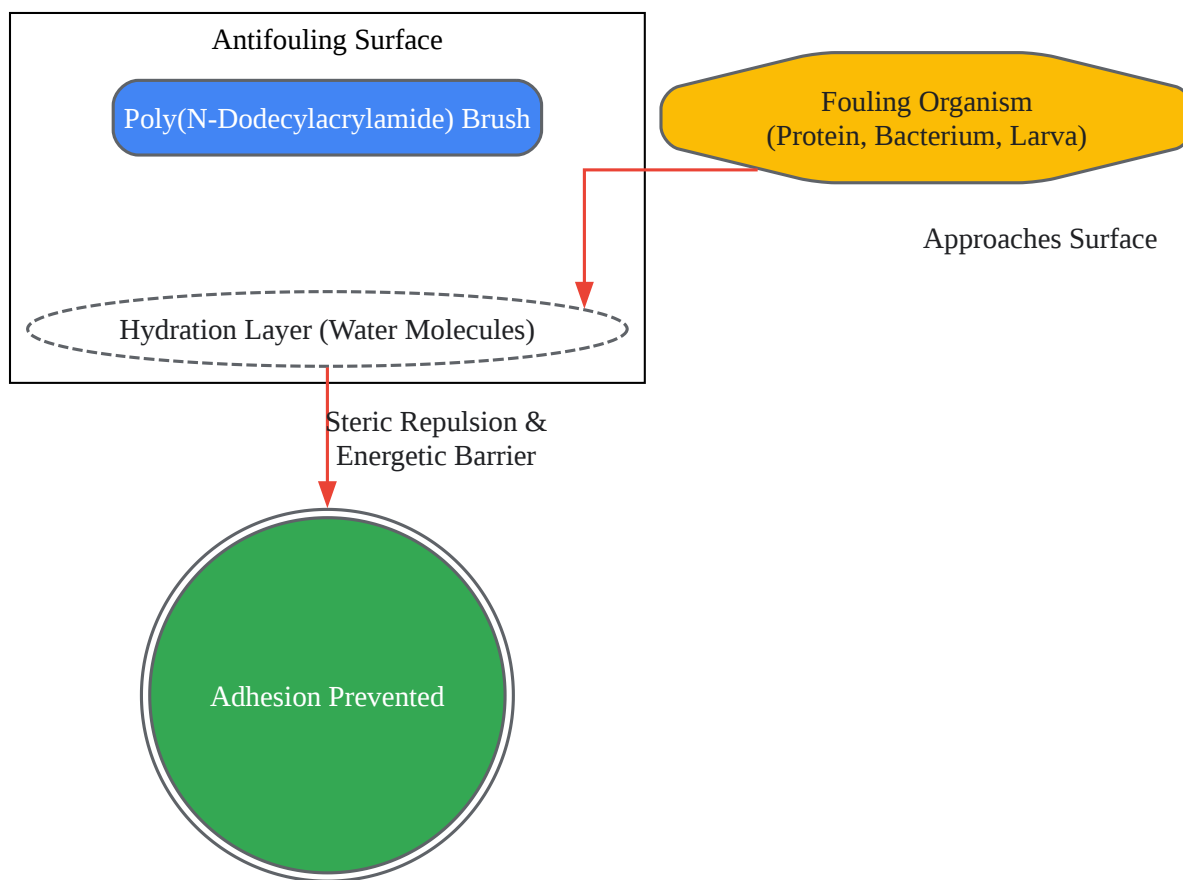 Antifouling Surface
Poly(N-Dodecylacrylamide) Brush
Fouling Organism
(Protein, Bacterium, Larva)
Approaches Surface
Hydration Layer (Water Molecules)
Steric Repulsion &
Energetic Barrier
Adhesion Prevented